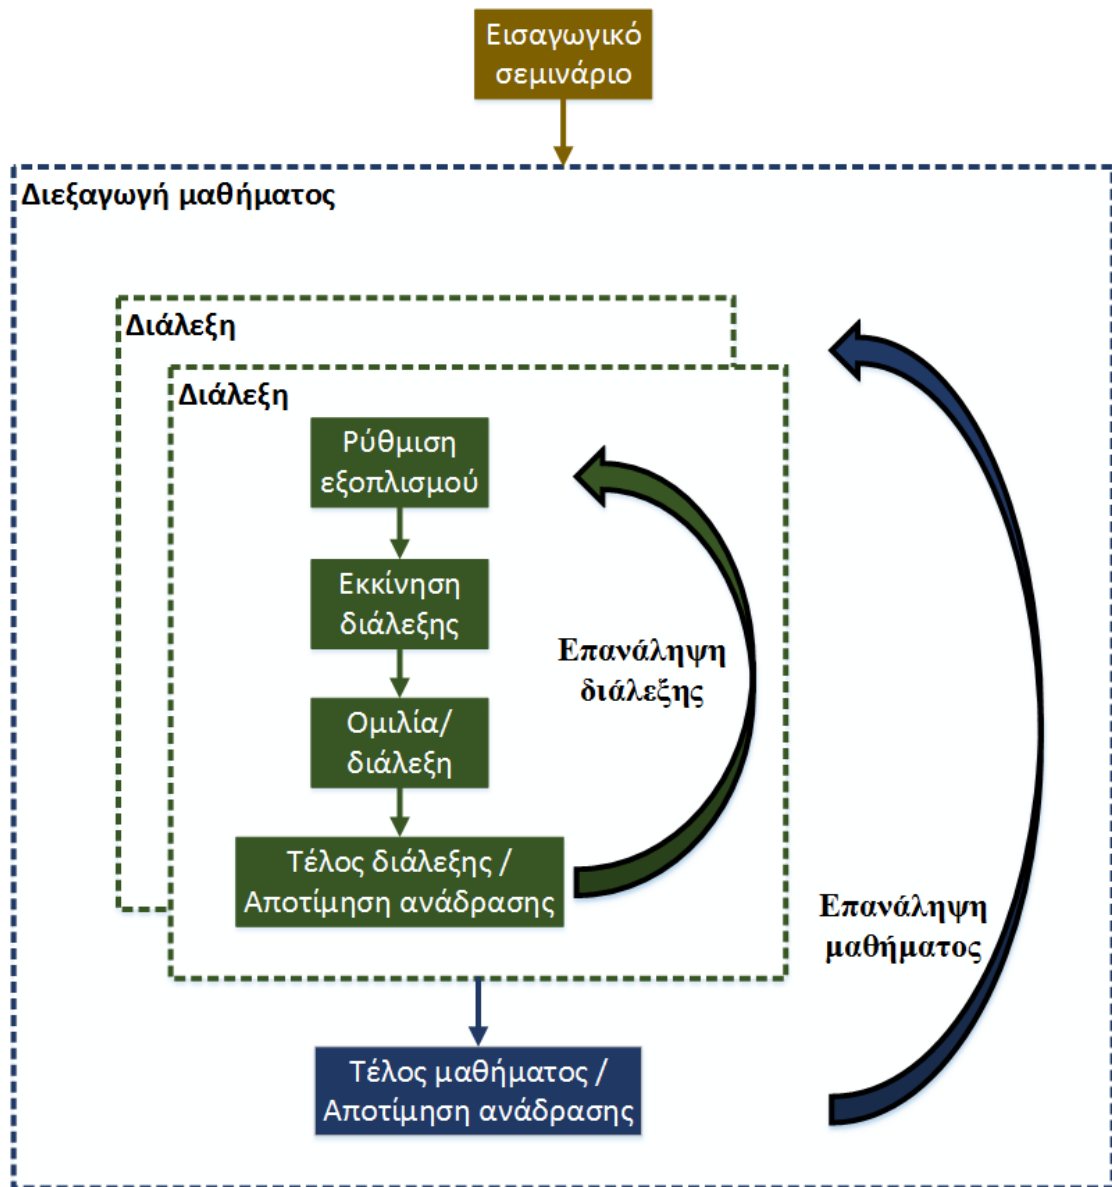 Εισαγωγικό
σεμινάριο
Διεξαγωγή μαθήματος
Διάλεξη
Διάλεξη
Ρύθμιση
εξοπλισμού
Εκκίνηση
διάλεξης
Ομιλία/
διάλεξη
Τέλος διάλεξης /
Αποτίμηση ανάδρασης
Επανάληψη
διάλεξης
Επανάληψη
μαθήματος
Τέλος μαθήματος /
Αποτίμηση ανάδρασης